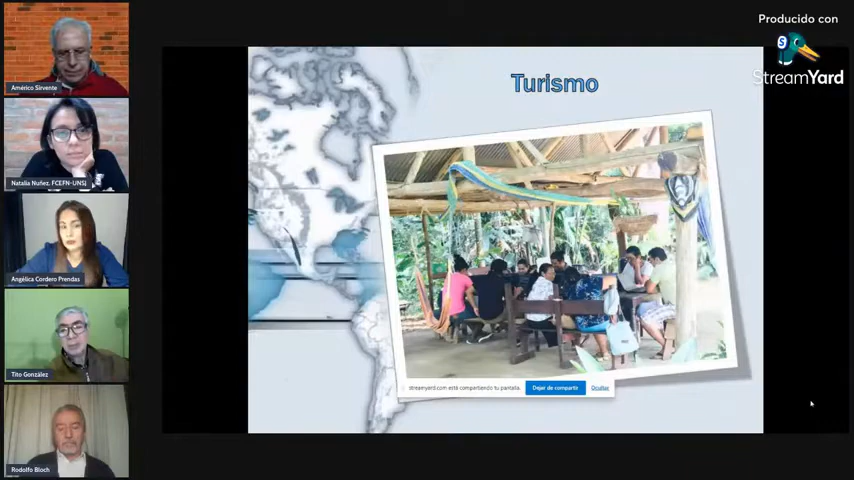 Producido con
StreamYard
Américo Sirvente
Natalia Nuñez. FCEFN-UNSJ
Angélica Cordero Prendas
Tito González
Rodolfo Bloch
Turismo
streamyard.com está compartiendo tu pantalla.
Dejar de compartir
Ocultar